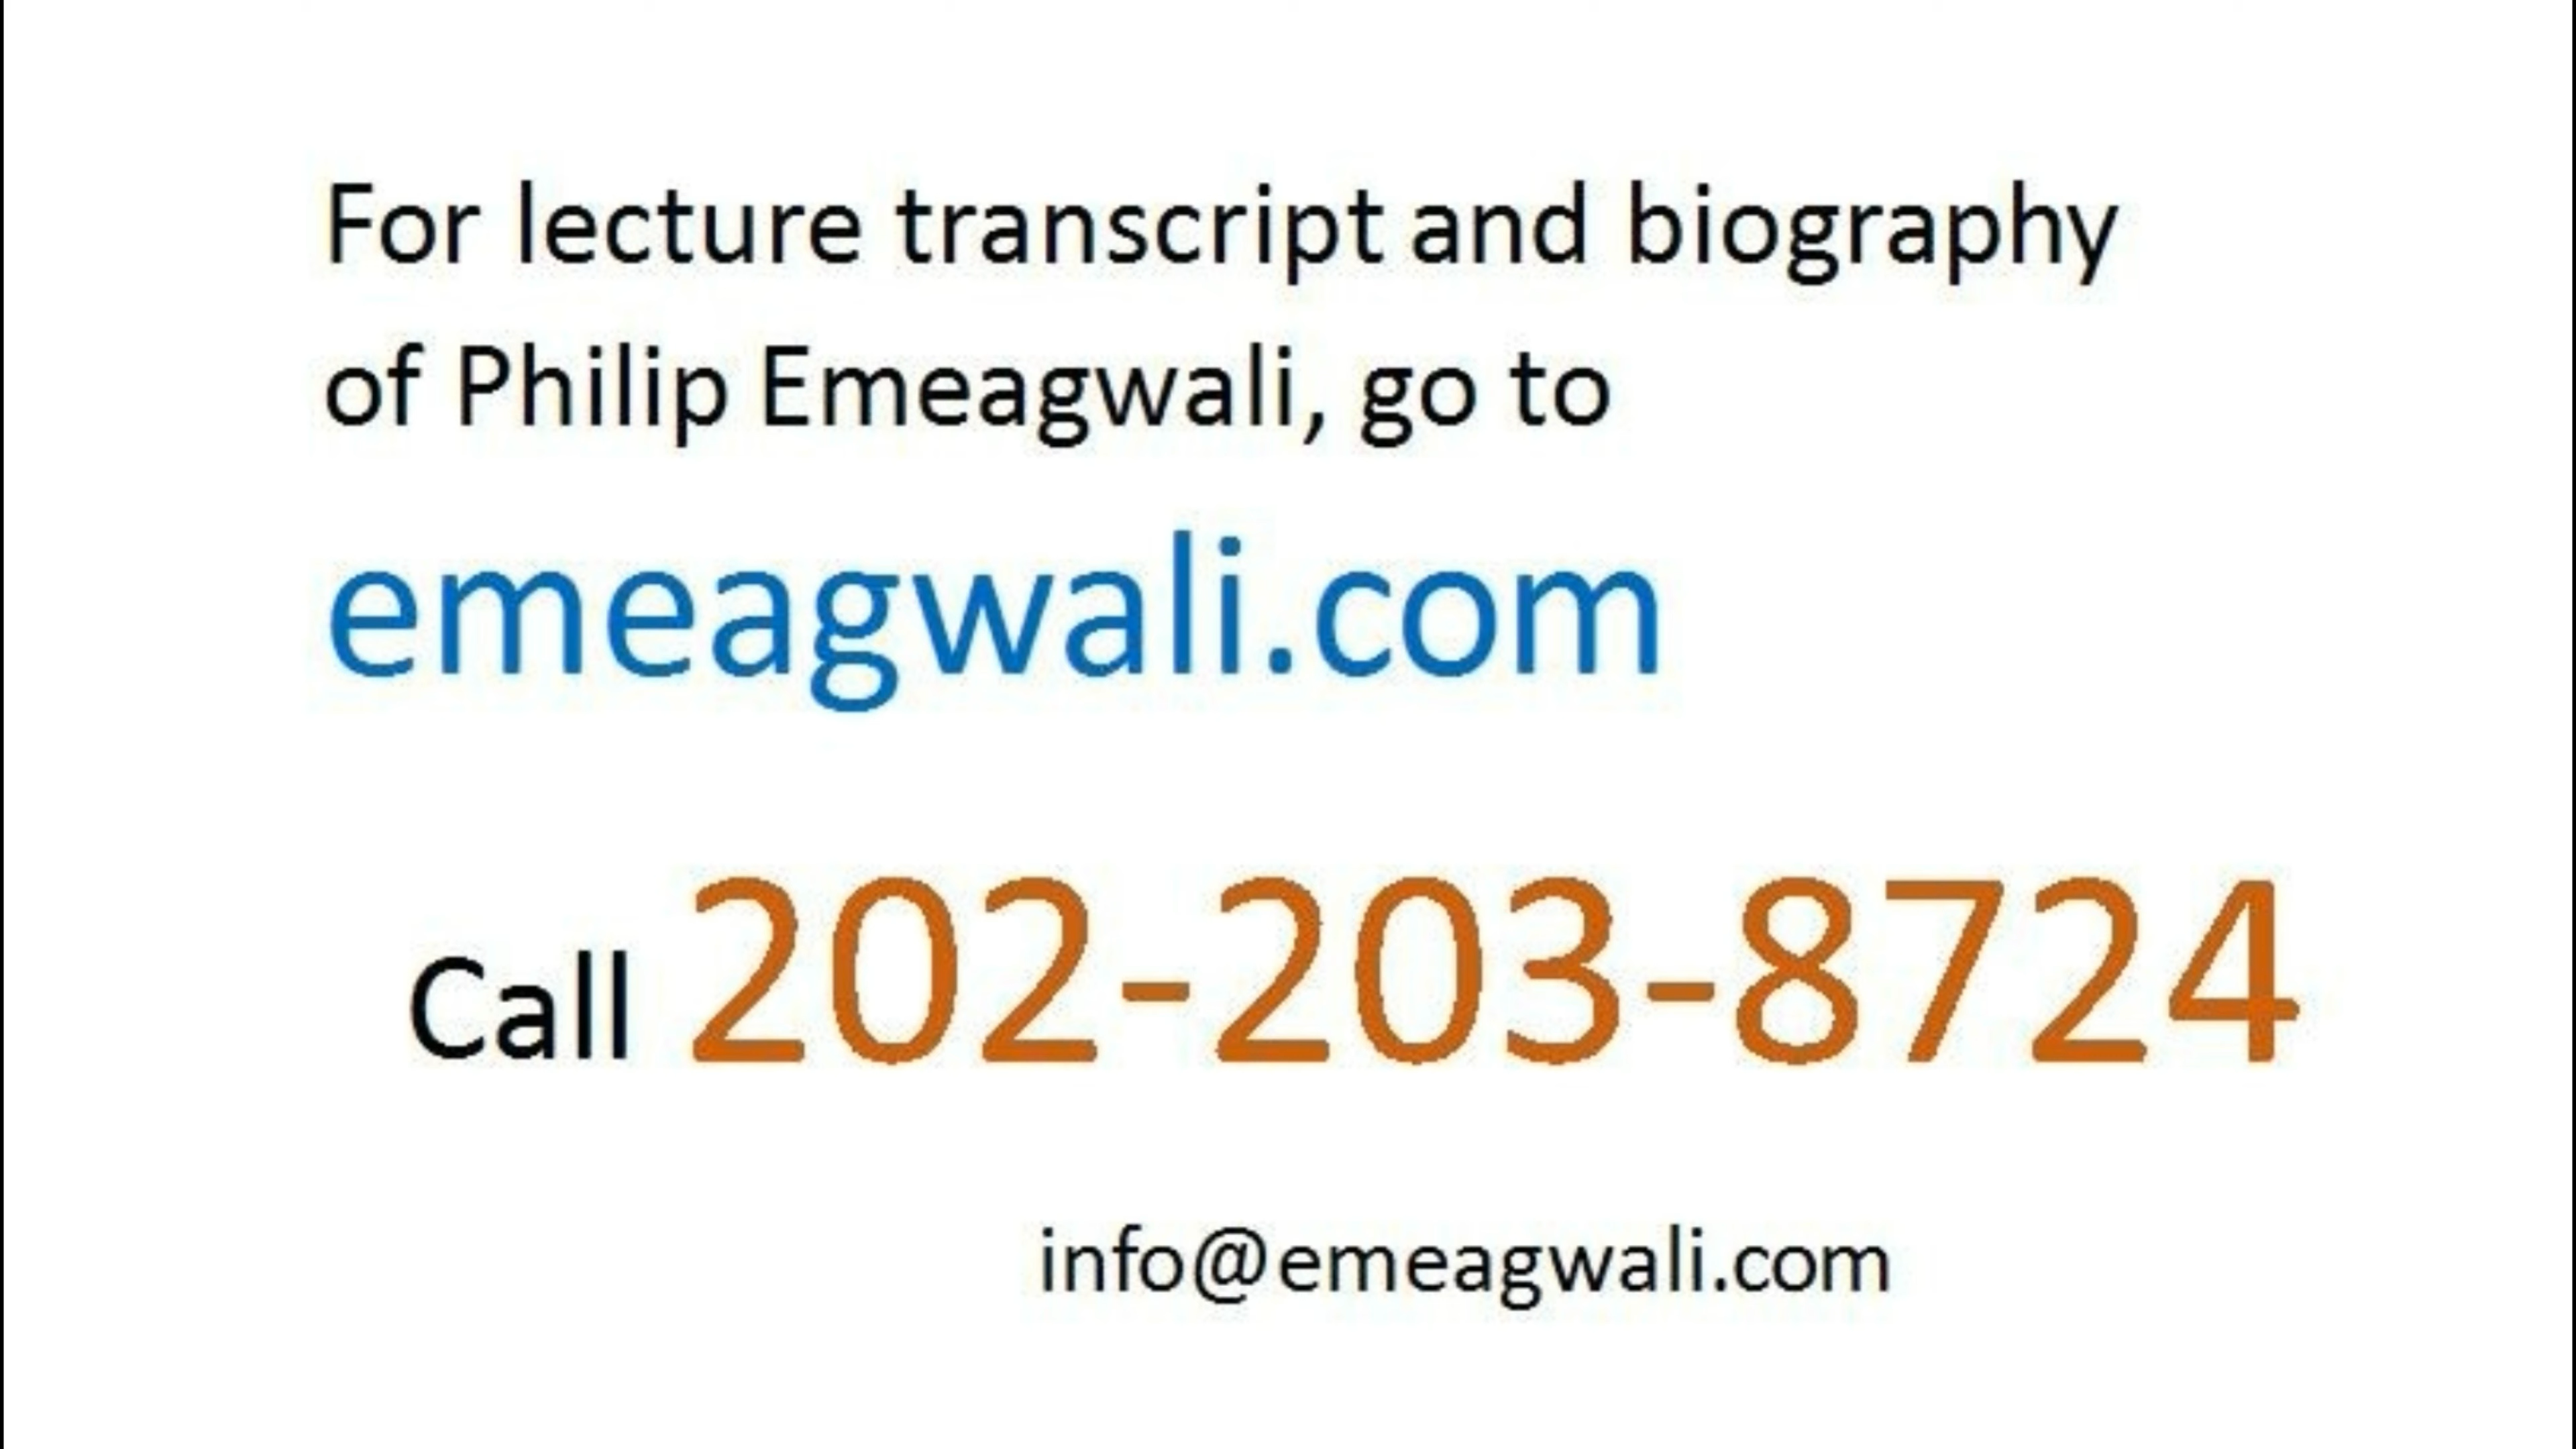 For lecture transcript and biography
of Philip Emeagwali, go to
emeagwali.com
Call 202-203-8724
info@emeagwali.com